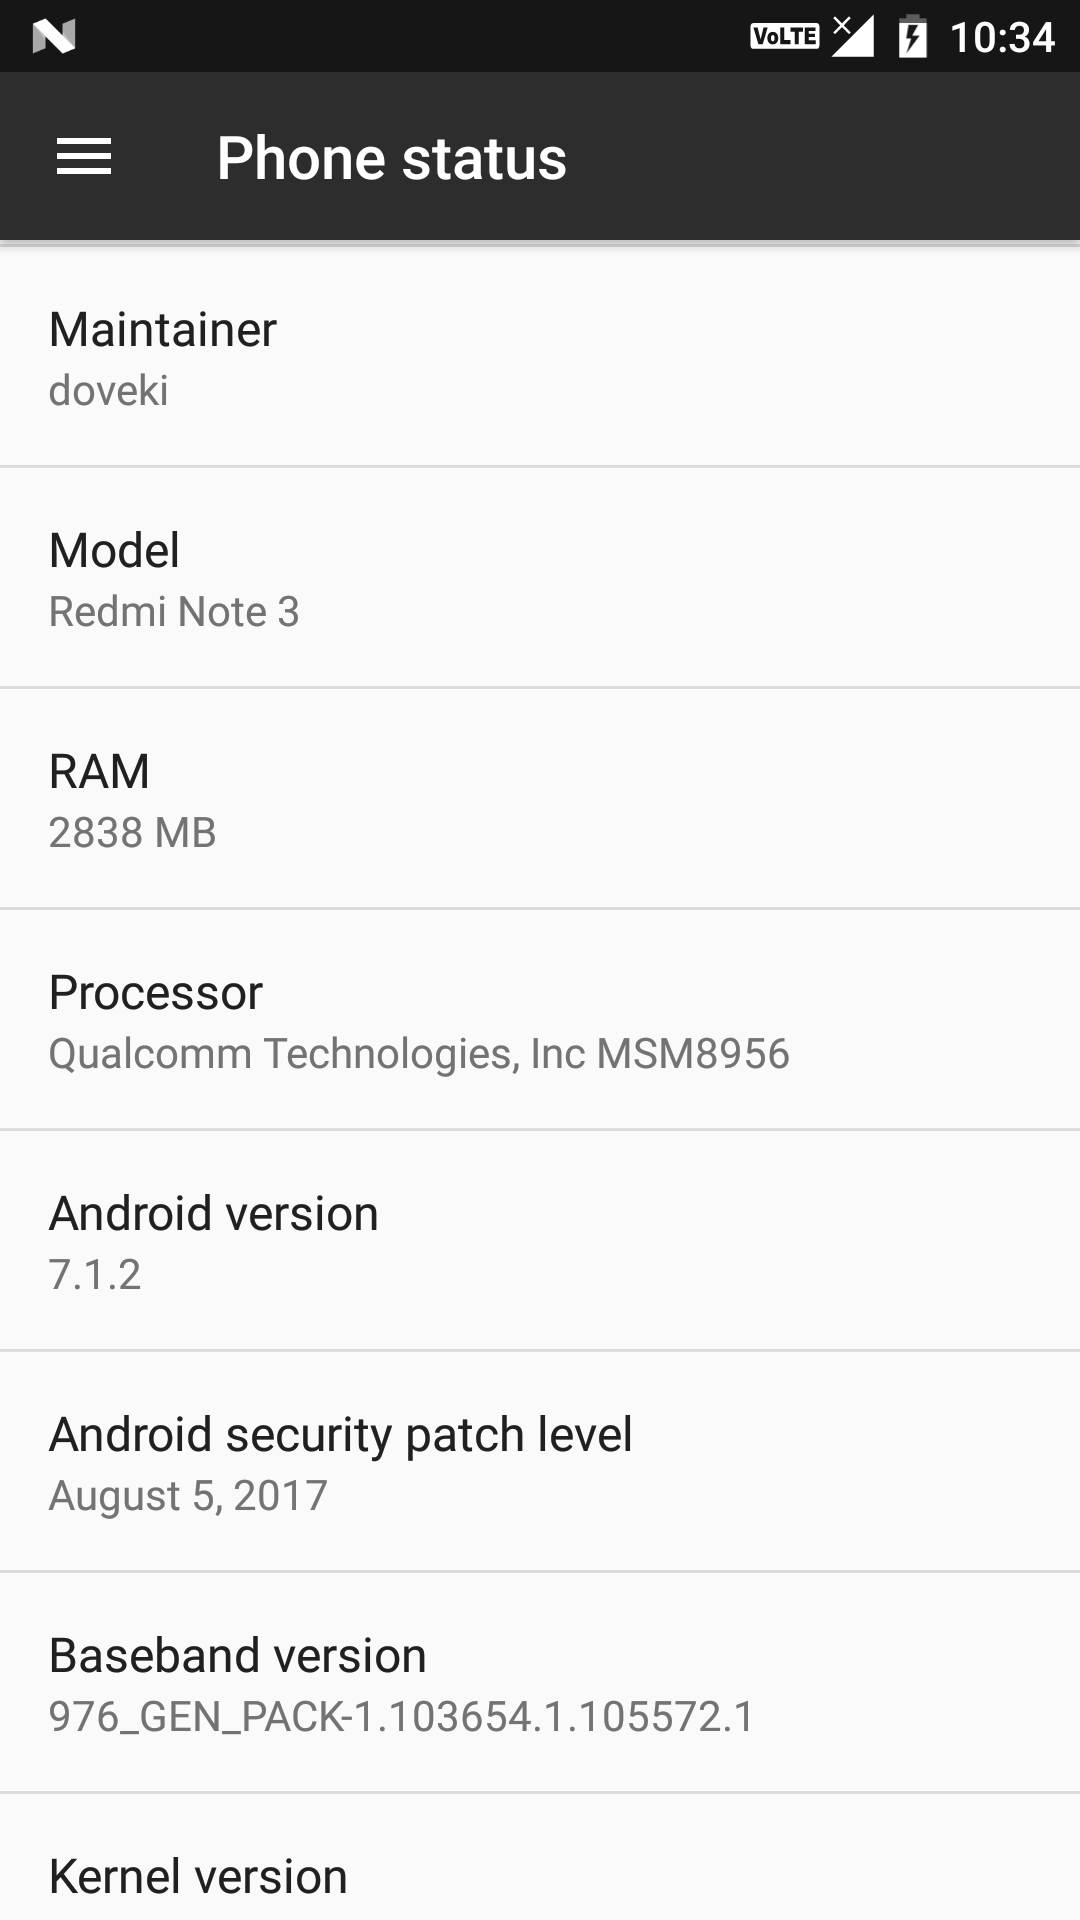 VoLTE 10:34
Phone status
Maintainer
doveki
Model
Redmi Note 3
RAM
2838 MB
Processor
Qualcomm Technologies, Inc MSM8956
Android version
7.1.2
Android security patch level
August 5, 2017
Baseband version
976_GEN_PACK-1.103654.1.105572.1
Kernel version